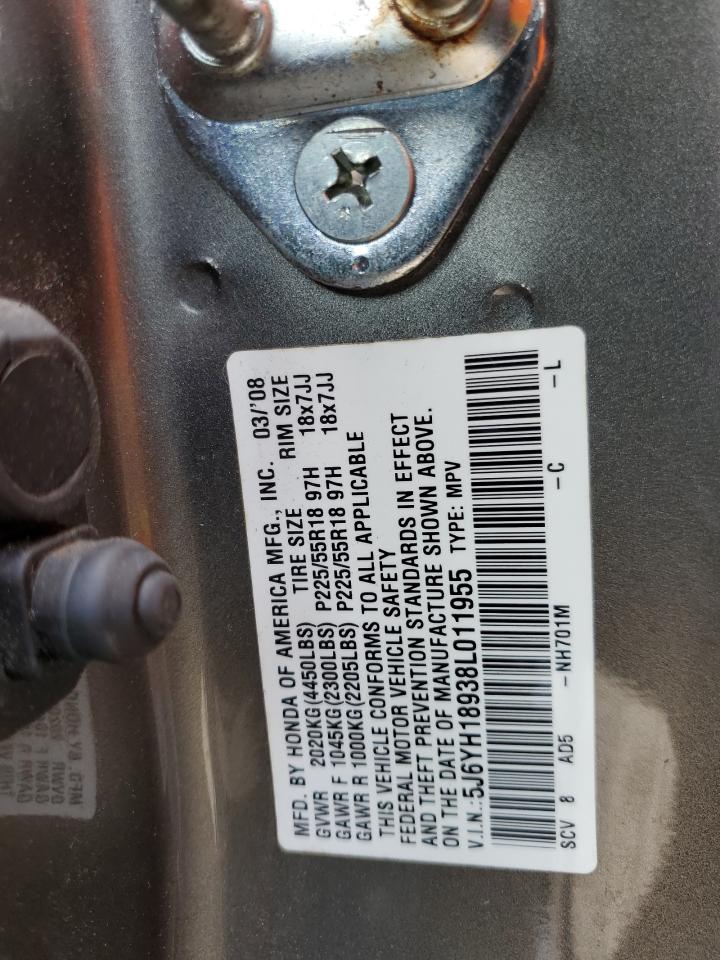 MFD. BY HONDA OF AMERICA MFG., INC. 03/'08
GVWR 2020KG(4450LBS) TIRE SIZE RIM SIZE
GAWR F 1045KG(2300LBS) P225/55R18 97H 18x7JJ
GAWR R 1000KG(2205LBS) P225/55R18 97H 18x7JJ
THIS VEHICLE CONFORMS TO ALL APPLICABLE
FEDERAL MOTOR VEHICLE SAFETY
AND THEFT PREVENTION STANDARDS IN EFFECT
ON THE DATE OF MANUFACTURE SHOWN ABOVE.
V.I.N.:5J6YH18938L011955 TYPE: MPV
SCV 8 AD5 -NH701M -C -L